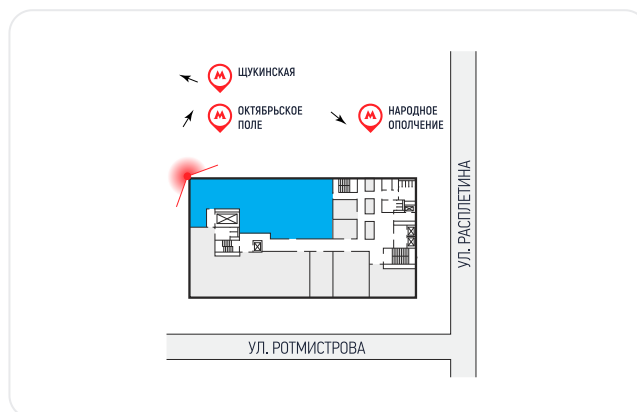 ЩУКИНСКАЯ
ОКТЯБРЬСКОЕ
ПОЛЕ
НАРОДНОЕ
ОПОЛЧЕНИЕ
УЛ. РАСПЛЕТИНА
УЛ. РОТМИСТРОВА